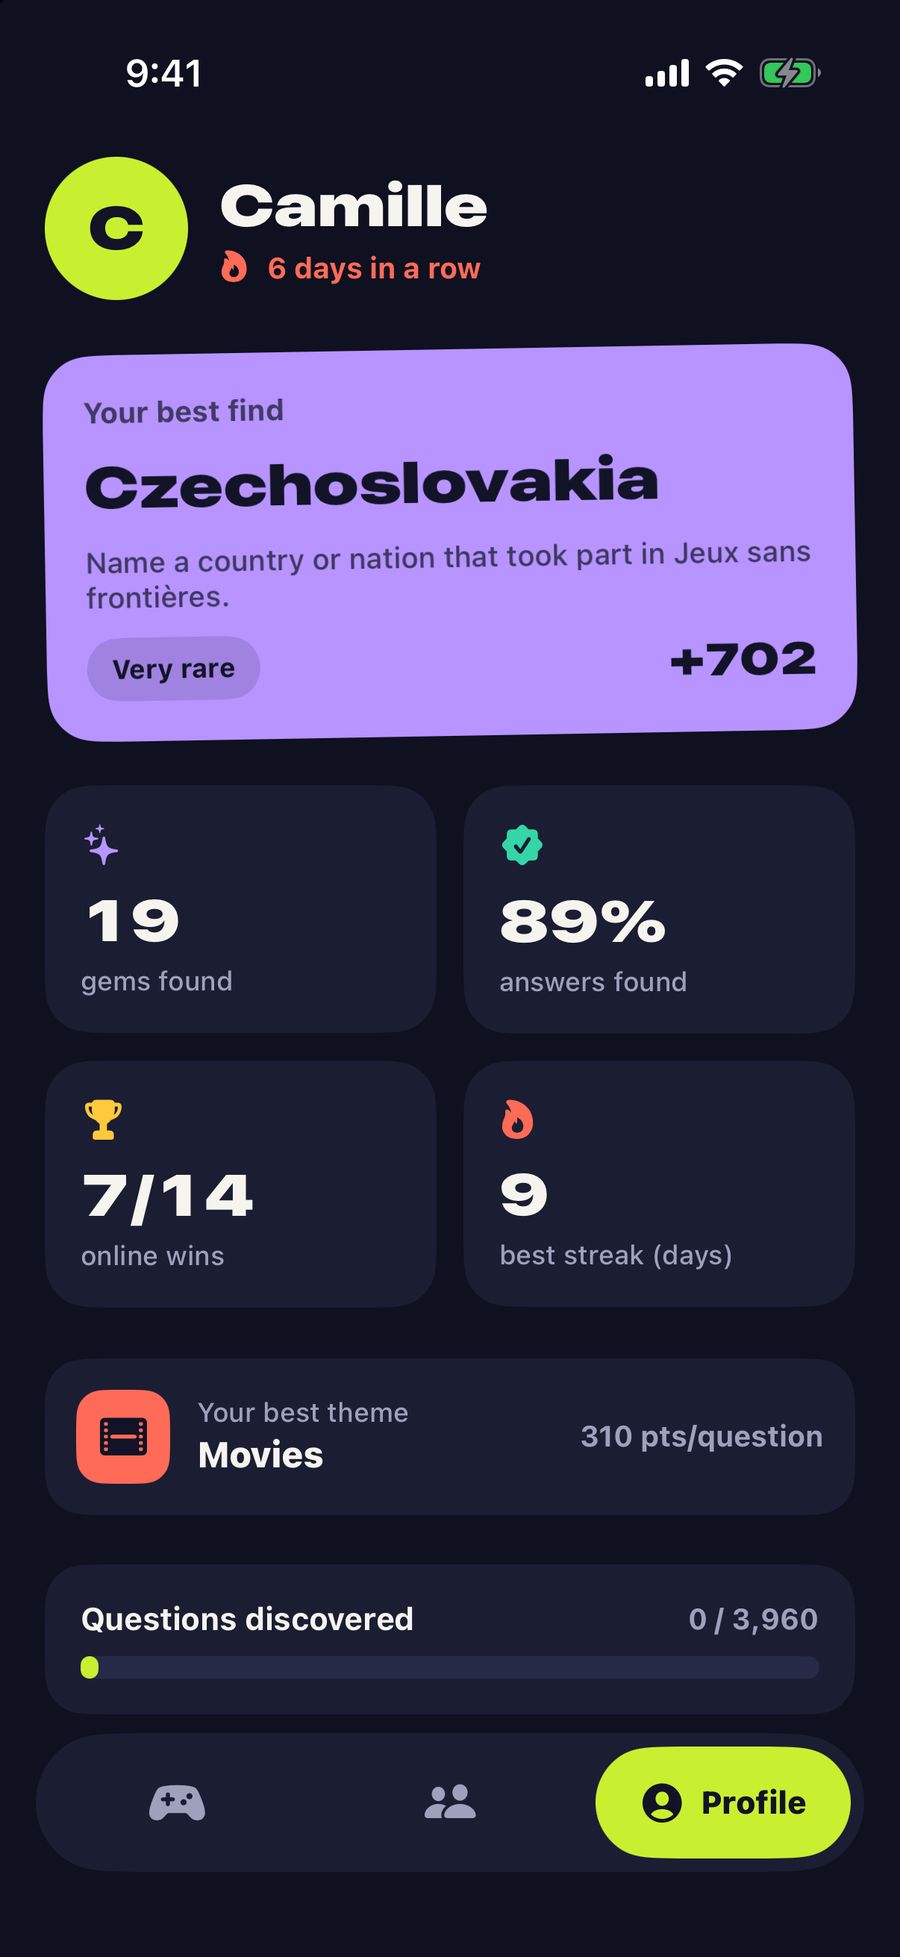 9:41
C
Camille
6 days in a row
Your best find
Czechoslovakia
Name a country or nation that took part in Jeux sans
frontières.
Very rare
+702
19
gems found
89%
answers found
7/14
online wins
9
best streak (days)
Your best theme
Movies
310 pts/question
Questions discovered
0 / 3,960
Profile